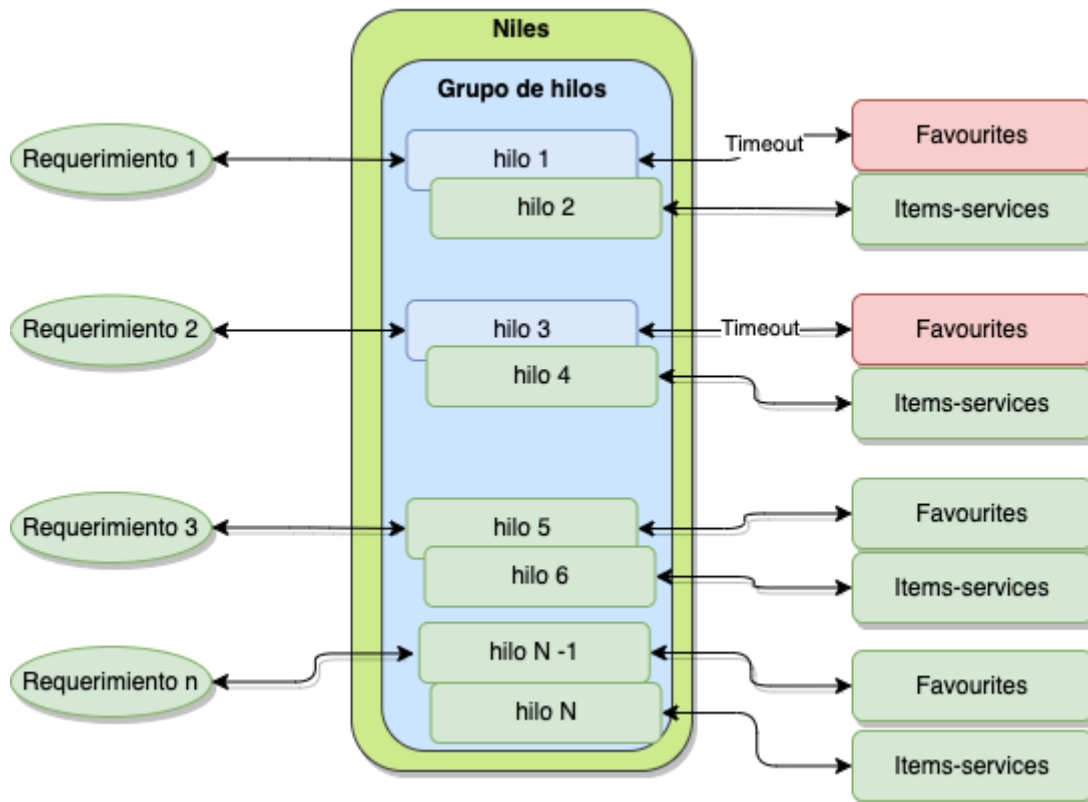 Niles
Grupo de hilos
Requerimiento 1
hilo 1
Timeout
Favourites
hilo 2
Items-services
Requerimiento 2
hilo 3
Timeout
Favourites
hilo 4
Items-services
Requerimiento 3
hilo 5
Favourites
hilo 6
Items-services
Requerimiento n
hilo N -1
Favourites
hilo N
Items-services